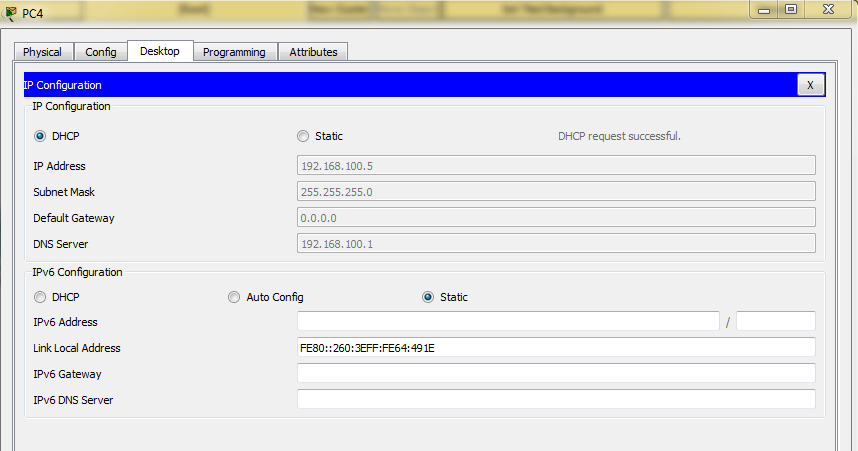 PC4
Physical Config Desktop Programming Attributes
IP Configuration X
IP Configuration
DHCP Static DHCP request successful.
IP Address 192.168.100.5
Subnet Mask 255.255.255.0
Default Gateway 0.0.0.0
DNS Server 192.168.100.1
IPv6 Configuration
DHCP Auto Config Static
IPv6 Address /
Link Local Address FE80::260:3EFF:FE64:491E
IPv6 Gateway
IPv6 DNS Server